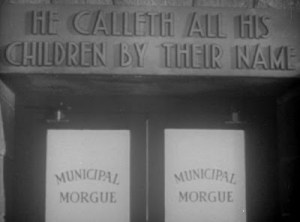 HE CALLETH ALL HIS
CHILDREN BY THEIR NAME
MUNICIPAL
MORGUE
MUNICIPAL
MORGUE